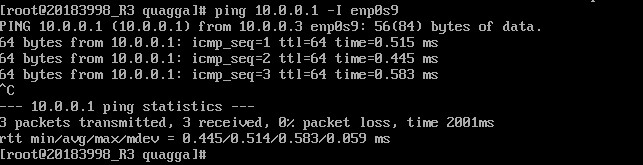 [root@20183998_R3 quagga]# ping 10.0.0.1 -I enp0s9
PING 10.0.0.1 (10.0.0.1) from 10.0.0.3 enp0s9: 56(84) bytes of data.
64 bytes from 10.0.0.1: icmp_seq=1 ttl=64 time=0.515 ms
64 bytes from 10.0.0.1: icmp_seq=2 ttl=64 time=0.445 ms
64 bytes from 10.0.0.1: icmp_seq=3 ttl=64 time=0.583 ms
^C
--- 10.0.0.1 ping statistics ---
3 packets transmitted, 3 received, 0% packet loss, time 2001ms
rtt min/avg/max/mdev = 0.445/0.514/0.583/0.059 ms
[root@20183998_R3 quagga]#